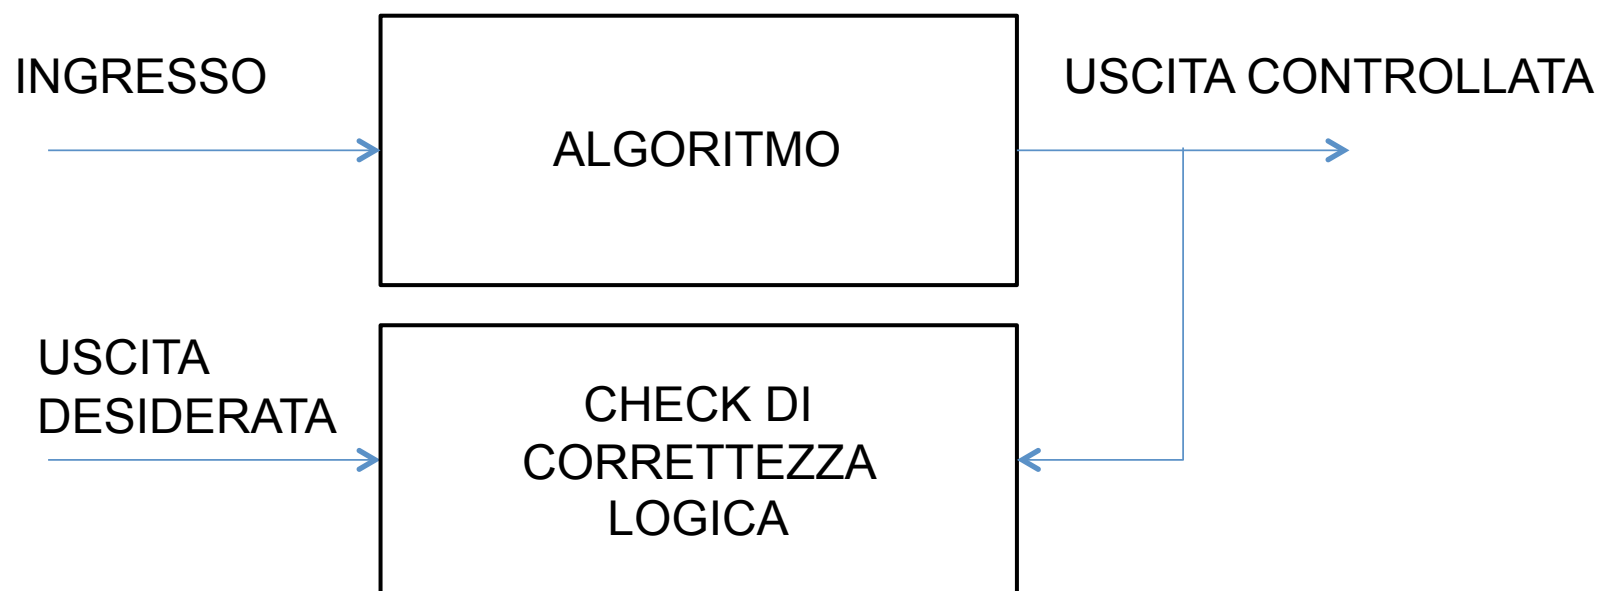 INGRESSO
USCITA CONTROLLATA
ALGORITMO
USCITA
DESIDERATA
CHECK DI
CORRETTEZZA
LOGICA